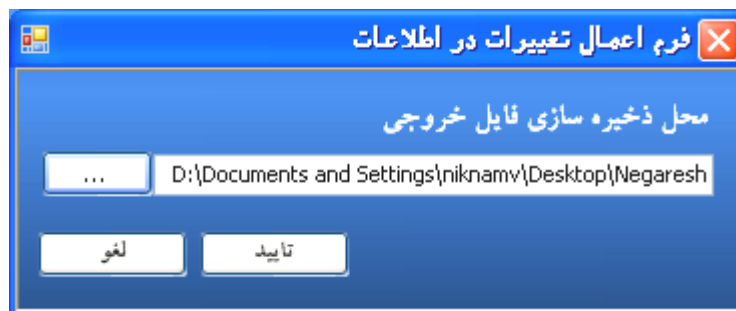 فرم اعمال تغییرات در اطلاعات
محل ذخیره سازی فایل خروجی
D:\Documents and Settings\niknamv\Desktop\Negaresh
...
تایید
لغو